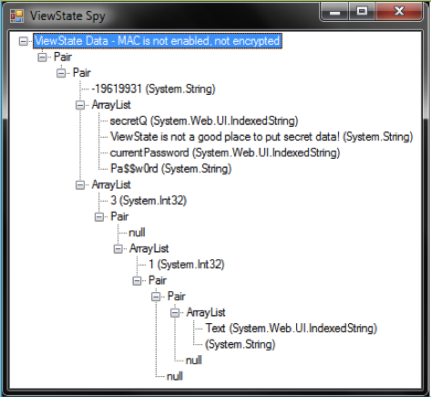 ViewState Spy
ViewState Data - MAC is not enabled, not encrypted
Pair
Pair
-19619931 (System.String)
ArrayList
secretQ (System.Web.UI.IndexedString)
ViewState is not a good place to put secret data! (System.String)
currentPassword (System.Web.UI.IndexedString)
Pa$$w0rd (System.String)
ArrayList
3 (System.Int32)
Pair
null
ArrayList
1 (System.Int32)
Pair
Pair
ArrayList
Text (System.Web.UI.IndexedString)
(System.String)
null
null